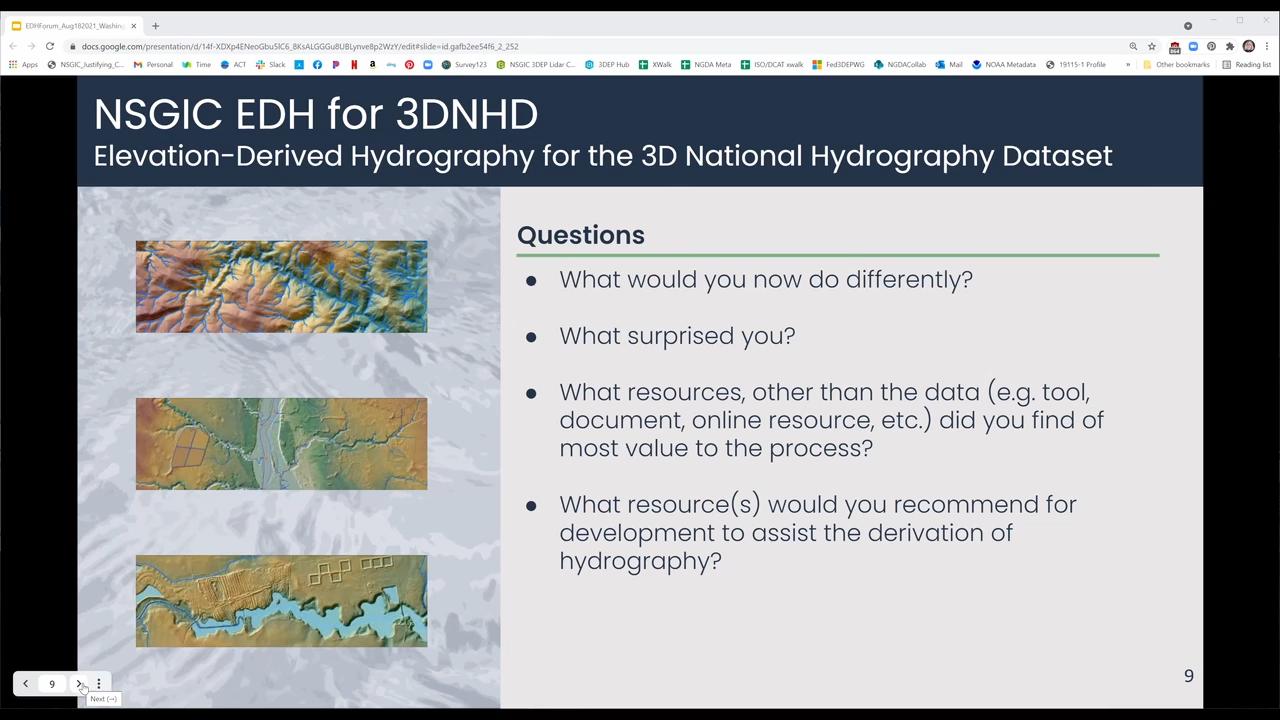 EDHForum_Aug182021_Washing
docs.google.com/presentation/d/14f-XDXp4ENeoGbu5IC6_8KsALGGGu8UBLynve8p2WzY/edit#slide=id.gafb2ee54f6_2_252
Apps NSGIC_Justifying_C... Personal Time ACT Slack Survey123 NSGIC 3DEP Lidar C... 3DEP Hub XWalk NGDA Meta ISO/DCAT xwalk Fed3DEPWG NGDACollab Mail NOAA Metadata 19115-1 Profile » Other bookmarks Reading list
NSGIC EDH for 3DNHD
Elevation-Derived Hydrography for the 3D National Hydrography Dataset
Questions
● What would you now do differently?
● What surprised you?
● What resources, other than the data (e.g. tool,
document, online resource, etc.) did you find of
most value to the process?
● What resource(s) would you recommend for
development to assist the derivation of
hydrography?
9
9
Next (→)